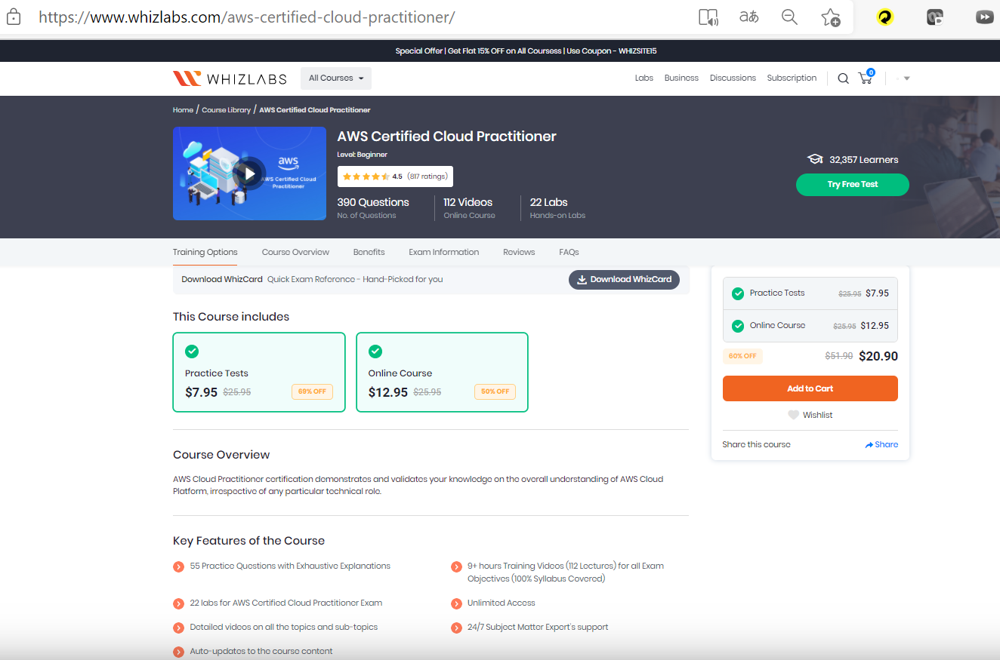 https://www.whizlabs.com/aws-certified-cloud-practitioner/
aあ
Special Offer | Get Flat 15% OFF on All Coursess | Use Coupon - WHIZSITE15
WHIZLABS
All Courses
Labs Business Discussions Subscription 0
Home / Course Library / AWS Certified Cloud Practitioner
aws
AWS Certified Cloud
Practitioner
AWS Certified Cloud Practitioner
Level: Beginner
4.5 (817 ratings)
390 Questions
No. of Questions
112 Videos
Online Course
22 Labs
Hands-on Labs
32,357 Learners
Try Free Test
Training Options Course Overview Benefits Exam Information Reviews FAQs
Download WhizCard Quick Exam Reference - Hand-Picked for you
Download WhizCard
This Course includes
Practice Tests
$7.95 $25.95 69% OFF
Online Course
$12.95 $25.95 50% OFF
Practice Tests $25.95 $7.95
Online Course $25.95 $12.95
60% OFF $51.90 $20.90
Add to Cart
Wishlist
Share this course Share
Course Overview
AWS Cloud Practitioner certification demonstrates and validates your knowledge on the overall understanding of AWS Cloud
Platform, irrespective of any particular technical role.
Key Features of the Course
55 Practice Questions with Exhaustive Explanations
9+ hours Training Videos (112 Lectures) for all Exam
Objectives (100% Syllabus Covered)
22 labs for AWS Certified Cloud Practitioner Exam
Unlimited Access
Detailed videos on all the topics and sub-topics
24/7 Subject Matter Expert's support
Auto-updates to the course content